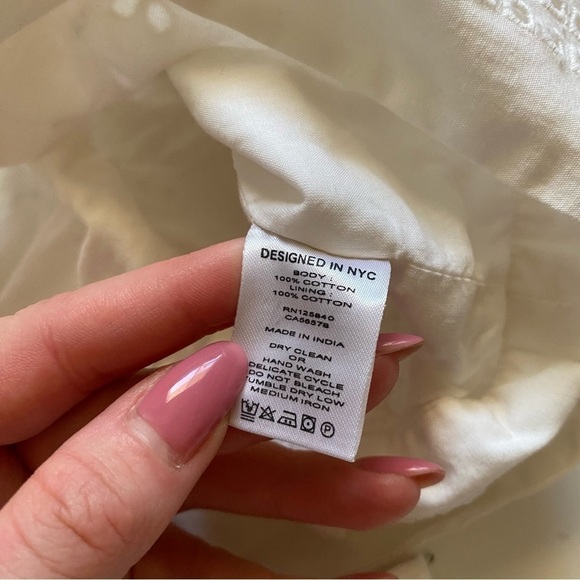 DESIGNED IN NYC
BODY :
100% COTTON
LINING :
100% COTTON
RN125840
CA56578
MADE IN INDIA
DRY CLEAN
OR
HAND WASH
DELICATE CYCLE
DO NOT BLEACH
UMBLE DRY LOW
MEDIUM IRON